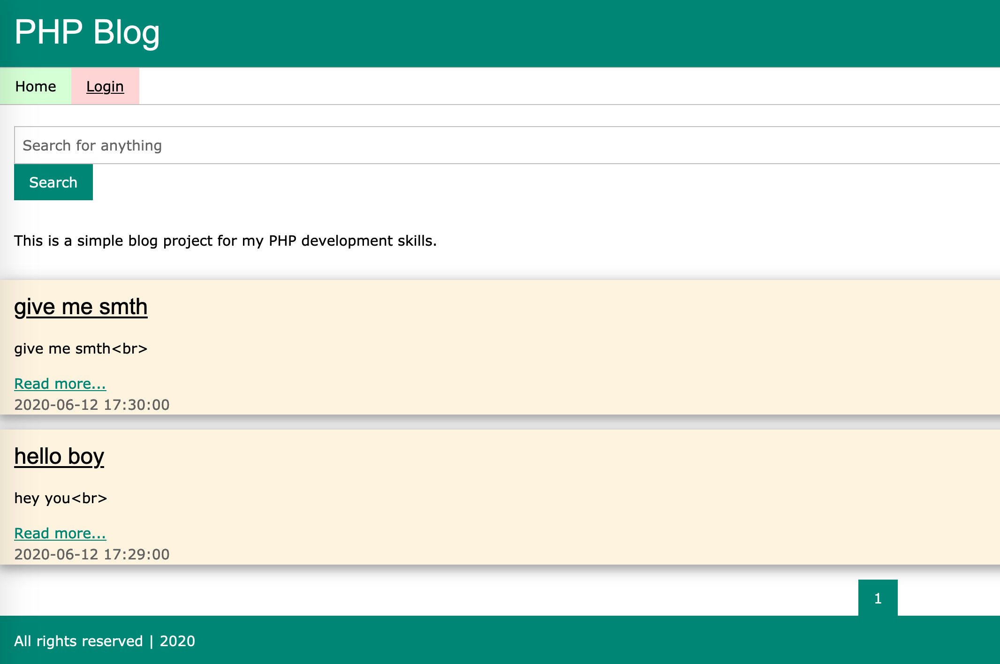 PHP Blog
Home Login
Search for anything
Search
This is a simple blog project for my PHP development skills.
give me smth
give me smth<br>
Read more...
2020-06-12 17:30:00
hello boy
hey you<br>
Read more...
2020-06-12 17:29:00
1
All rights reserved | 2020